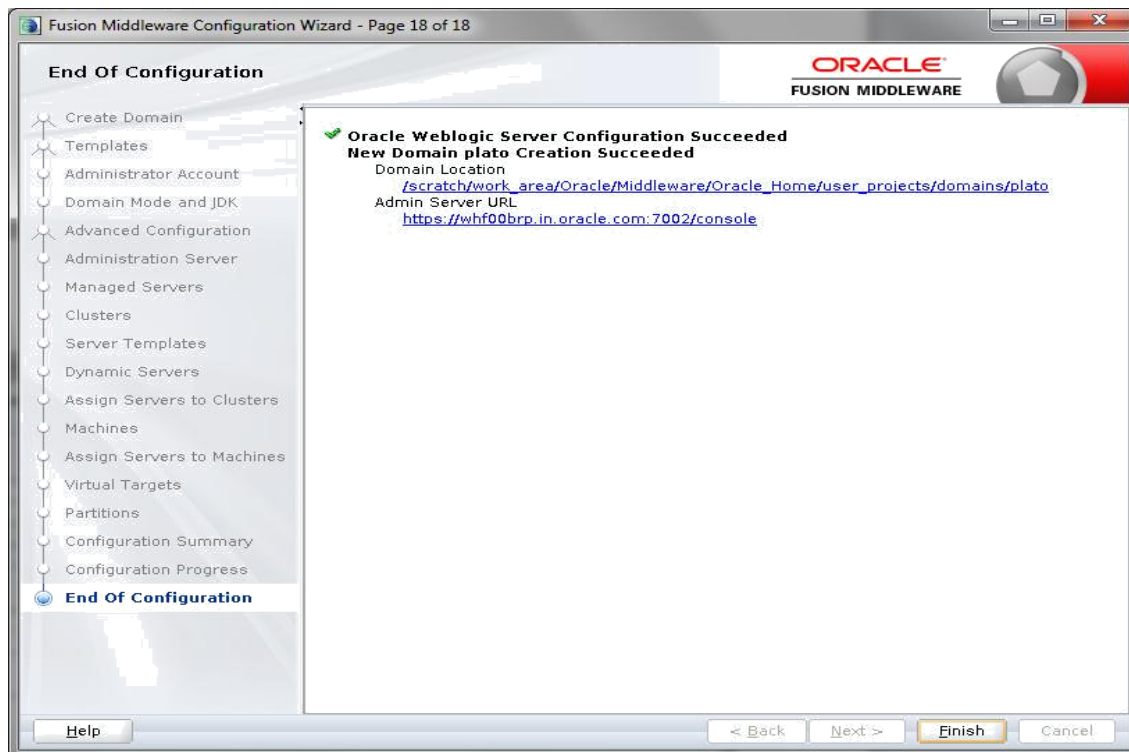 Fusion Middleware Configuration Wizard - Page 18 of 18
End Of Configuration
ORACLE
FUSION MIDDLEWARE
Create Domain
Templates
Administrator Account
Domain Mode and JDK
Advanced Configuration
Administration Server
Managed Servers
Clusters
Server Templates
Dynamic Servers
Assign Servers to Clusters
Machines
Assign Servers to Machines
Virtual Targets
Partitions
Configuration Summary
Configuration Progress
End Of Configuration
Oracle Weblogic Server Configuration Succeeded
New Domain plato Creation Succeeded
Domain Location
/scratch/work_area/Oracle/Middleware/Oracle_Home/user_projects/domains/plato
Admin Server URL
https://whf00brp.in.oracle.com:7002/console
Help
< Back
Next >
Finish
Cancel